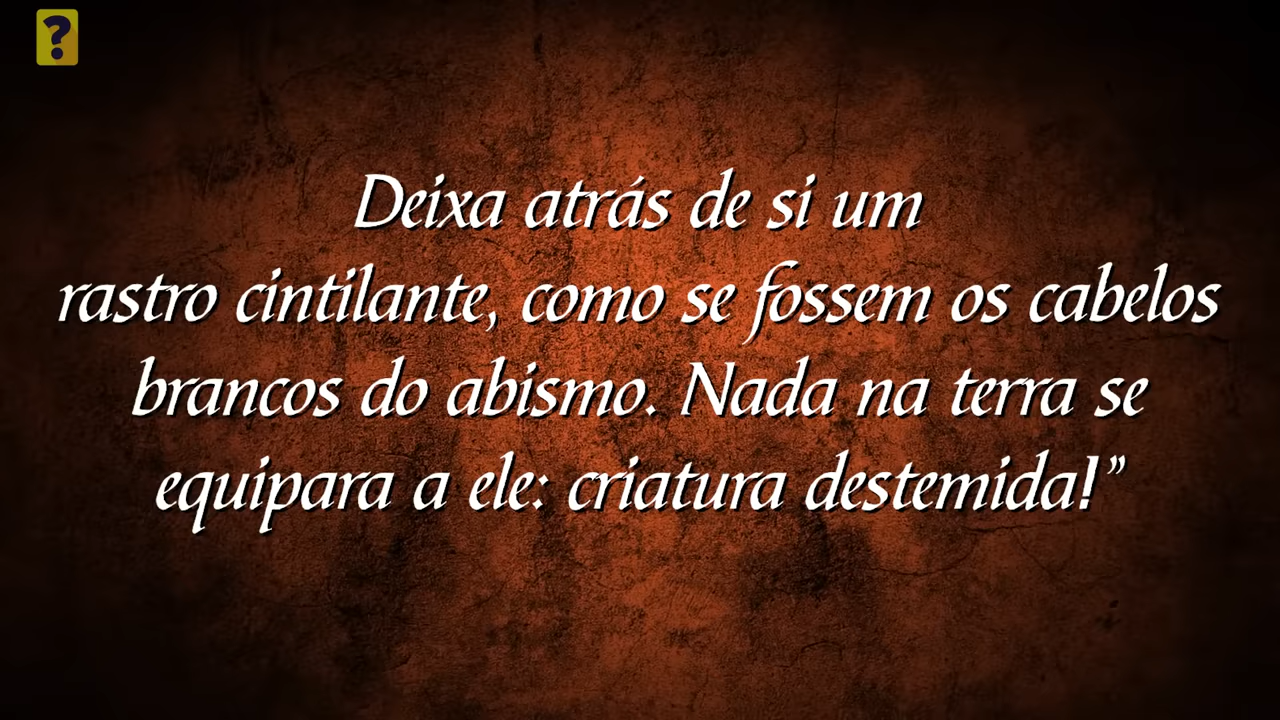 ?
Deixa atrás de si um
rastro cintilante, como se fossem os cabelos
brancos do abismo. Nada na terra se
equipara a ele: criatura destemida!”